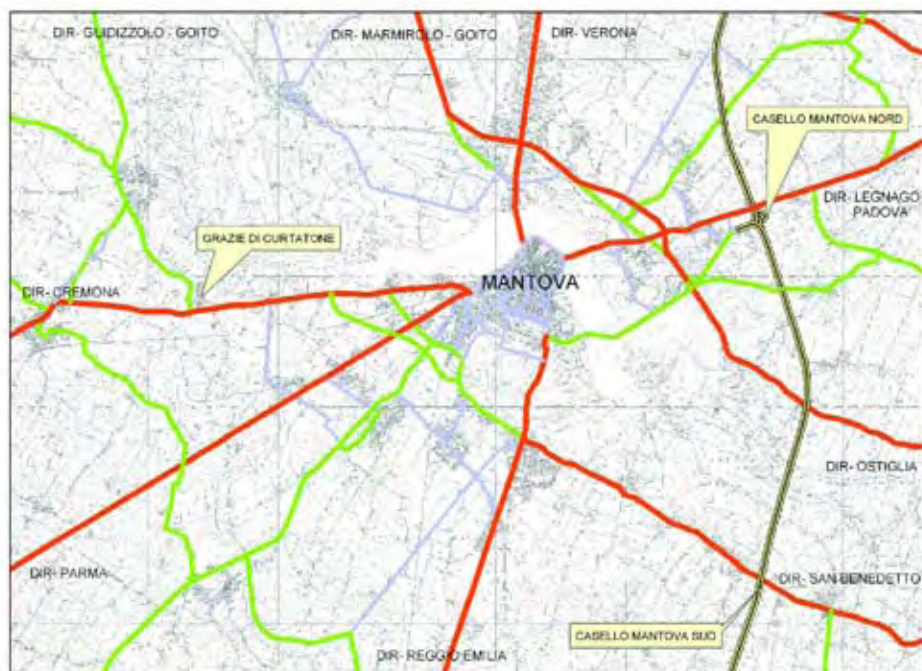 DIR- GUIDIZZOLO - GOITO
DIR- MARMIROLO - GOITO
DIR- VERONA
CASELLO MANTOVA NORD
DIR- LEGNAGO
PADOVA
GRAZIE DI CURTATONE
MANTOVA
DIR- CREMONA
DIR- OSTIGLIA
DIR- PARMA
DIR- SAN BENEDETTO
CASELLO MANTOVA SUD
DIR- REGGIO EMILIA